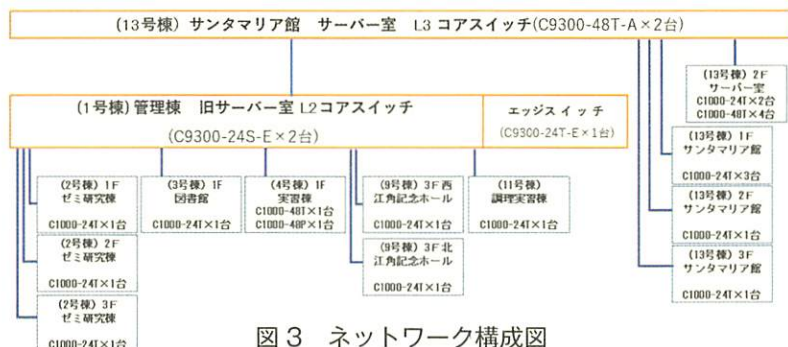 (13号棟) サンタマリア館 サーバー室 L3 コアスイッチ(C9300-48T-A×2台)
(1号棟) 管理棟 旧サーバー室 L2コアスイッチ
(C9300-24S-E×2台)
エッジスイッチ
(C9300-24T-E×1台)
(13号棟) 2F
サーバー室
C1000-24T×2台
C1000-48T×4台
(13号棟) 1F
サンタマリア館
C1000-24T×3台
(13号棟) 2F
サンタマリア館
C1000-24T×1台
(13号棟) 3F
サンタマリア館
C1000-24T×1台
(2号棟) 1F
ゼミ研究棟
C1000-24T×1台
(2号棟) 2F
ゼミ研究棟
C1000-24T×1台
(2号棟) 3F
ゼミ研究棟
C1000-24T×1台
(3号棟) 1F
図書館
C1000-24T×1台
(4号棟) 1F
実習棟
C1000-48T×1台
C1000-48P×1台
(9号棟) 3F西
江角記念ホール
C1000-24T×1台
(9号棟) 3F北
江角記念ホール
C1000-24T×1台
(11号棟)
調理実習棟
C1000-24T×1台
図3 ネットワーク構成図